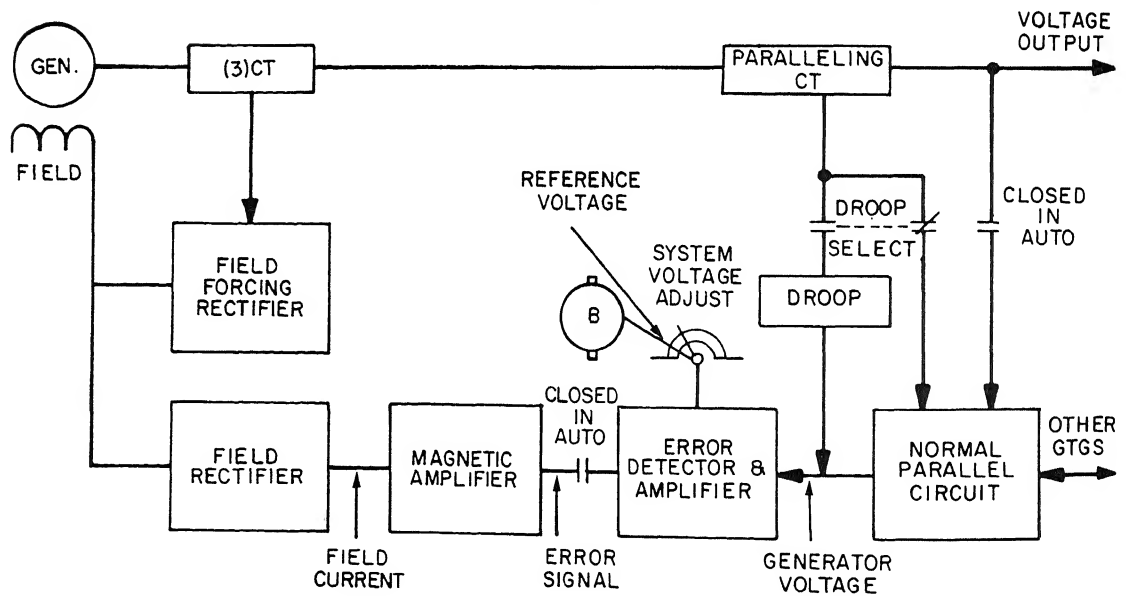 VOLTAGE
OUTPUT
GEN.
(3)CT
PARALLELING
CT
FIELD
REFERENCE
VOLTAGE
DROOP
SELECT
CLOSED
IN
AUTO
SYSTEM
VOLTAGE
ADJUST
FIELD
FORCING
RECTIFIER
B
DROOP
CLOSED
IN
AUTO
OTHER
GTGS
FIELD
RECTIFIER
MAGNETIC
AMPLIFIER
ERROR
DETECTOR &
AMPLIFIER
NORMAL
PARALLEL
CIRCUIT
FIELD
CURRENT
ERROR
SIGNAL
GENERATOR
VOLTAGE